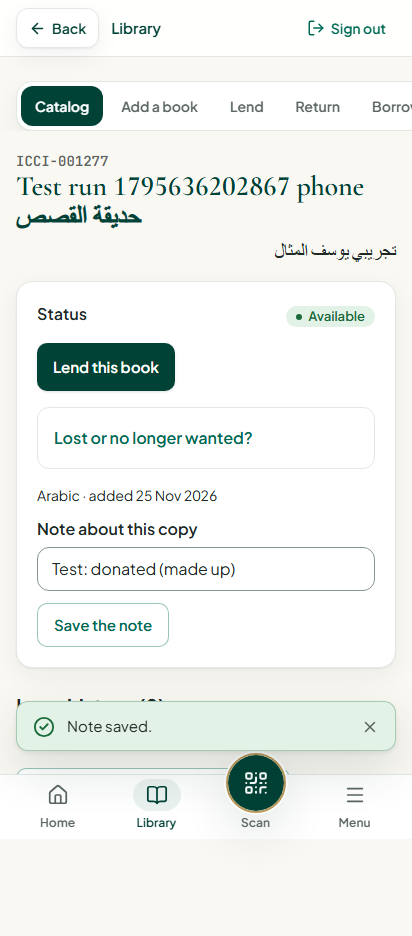 Back
Library
Sign out
Catalog
Add a book
Lend
Return
ICCI-001277
Test run 1795636202867 phone
حديقة القصص
تجريبي يوسف المثال
Status
Available
Lend this book
Lost or no longer wanted?
Arabic · added 25 Nov 2026
Note about this copy
Test: donated (made up)
Save the note
Note saved.
Home
Library
Scan
Menu